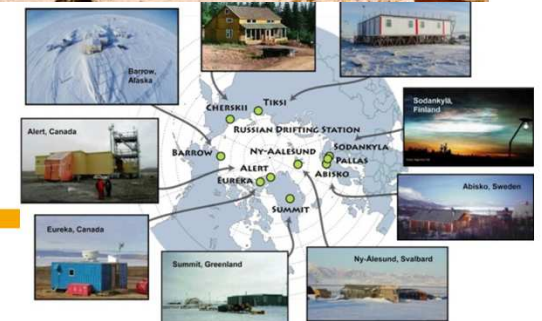 Barrow,
Alaska
Sodankylä,
Finland
CHERSKII
TIKSI
RUSSIAN DRIFTING STATION
Alert, Canada
BARROW
NY-AALESUND
SODANKYLA
PALLAS
ALERT
ABISKO
EUREKA
Abisko, Sweden
SUMMIT
Eureka, Canada
Summit, Greenland
Ny-Ålesund, Svalbard